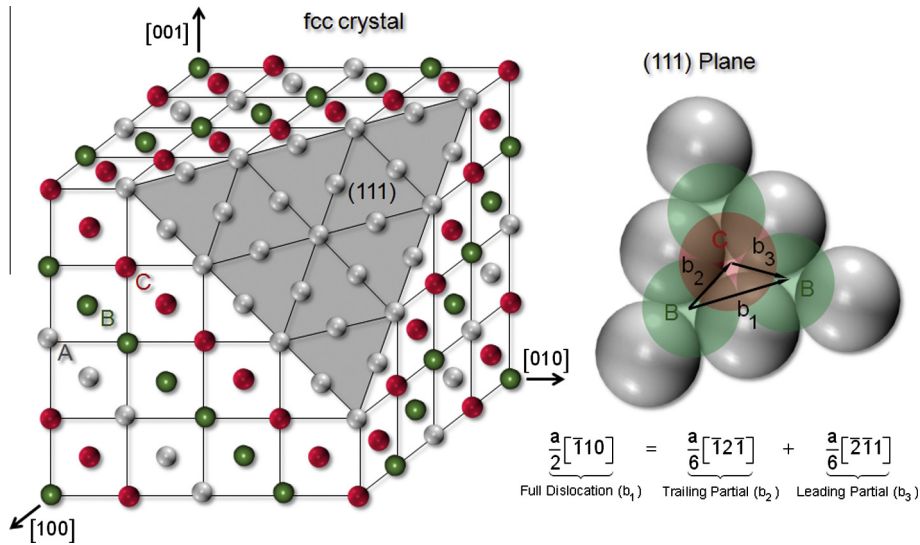 fcc crystal
[001]
(111)
C
B
A
[010]
[100]
(111) Plane
C
b₃
b₂
B
B
b₁
a/2 [1̄10] = a/6 [1̄21̄] + a/6 [2̄11]
Full Dislocation (b₁) Trailing Partial (b₂) Leading Partial (b₃)